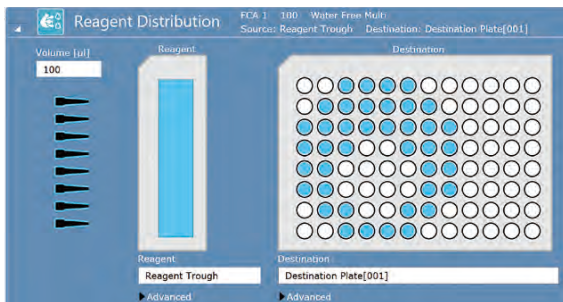 Reagent Distribution
FCA 1 100 Water Free Multi
Source: Reagent Trough Destination: Destination Plate[001]
Volume [µl]
Reagent
Destination
100
Reagent
Destination
Reagent Trough
Destination Plate[001]
Advanced
Advanced